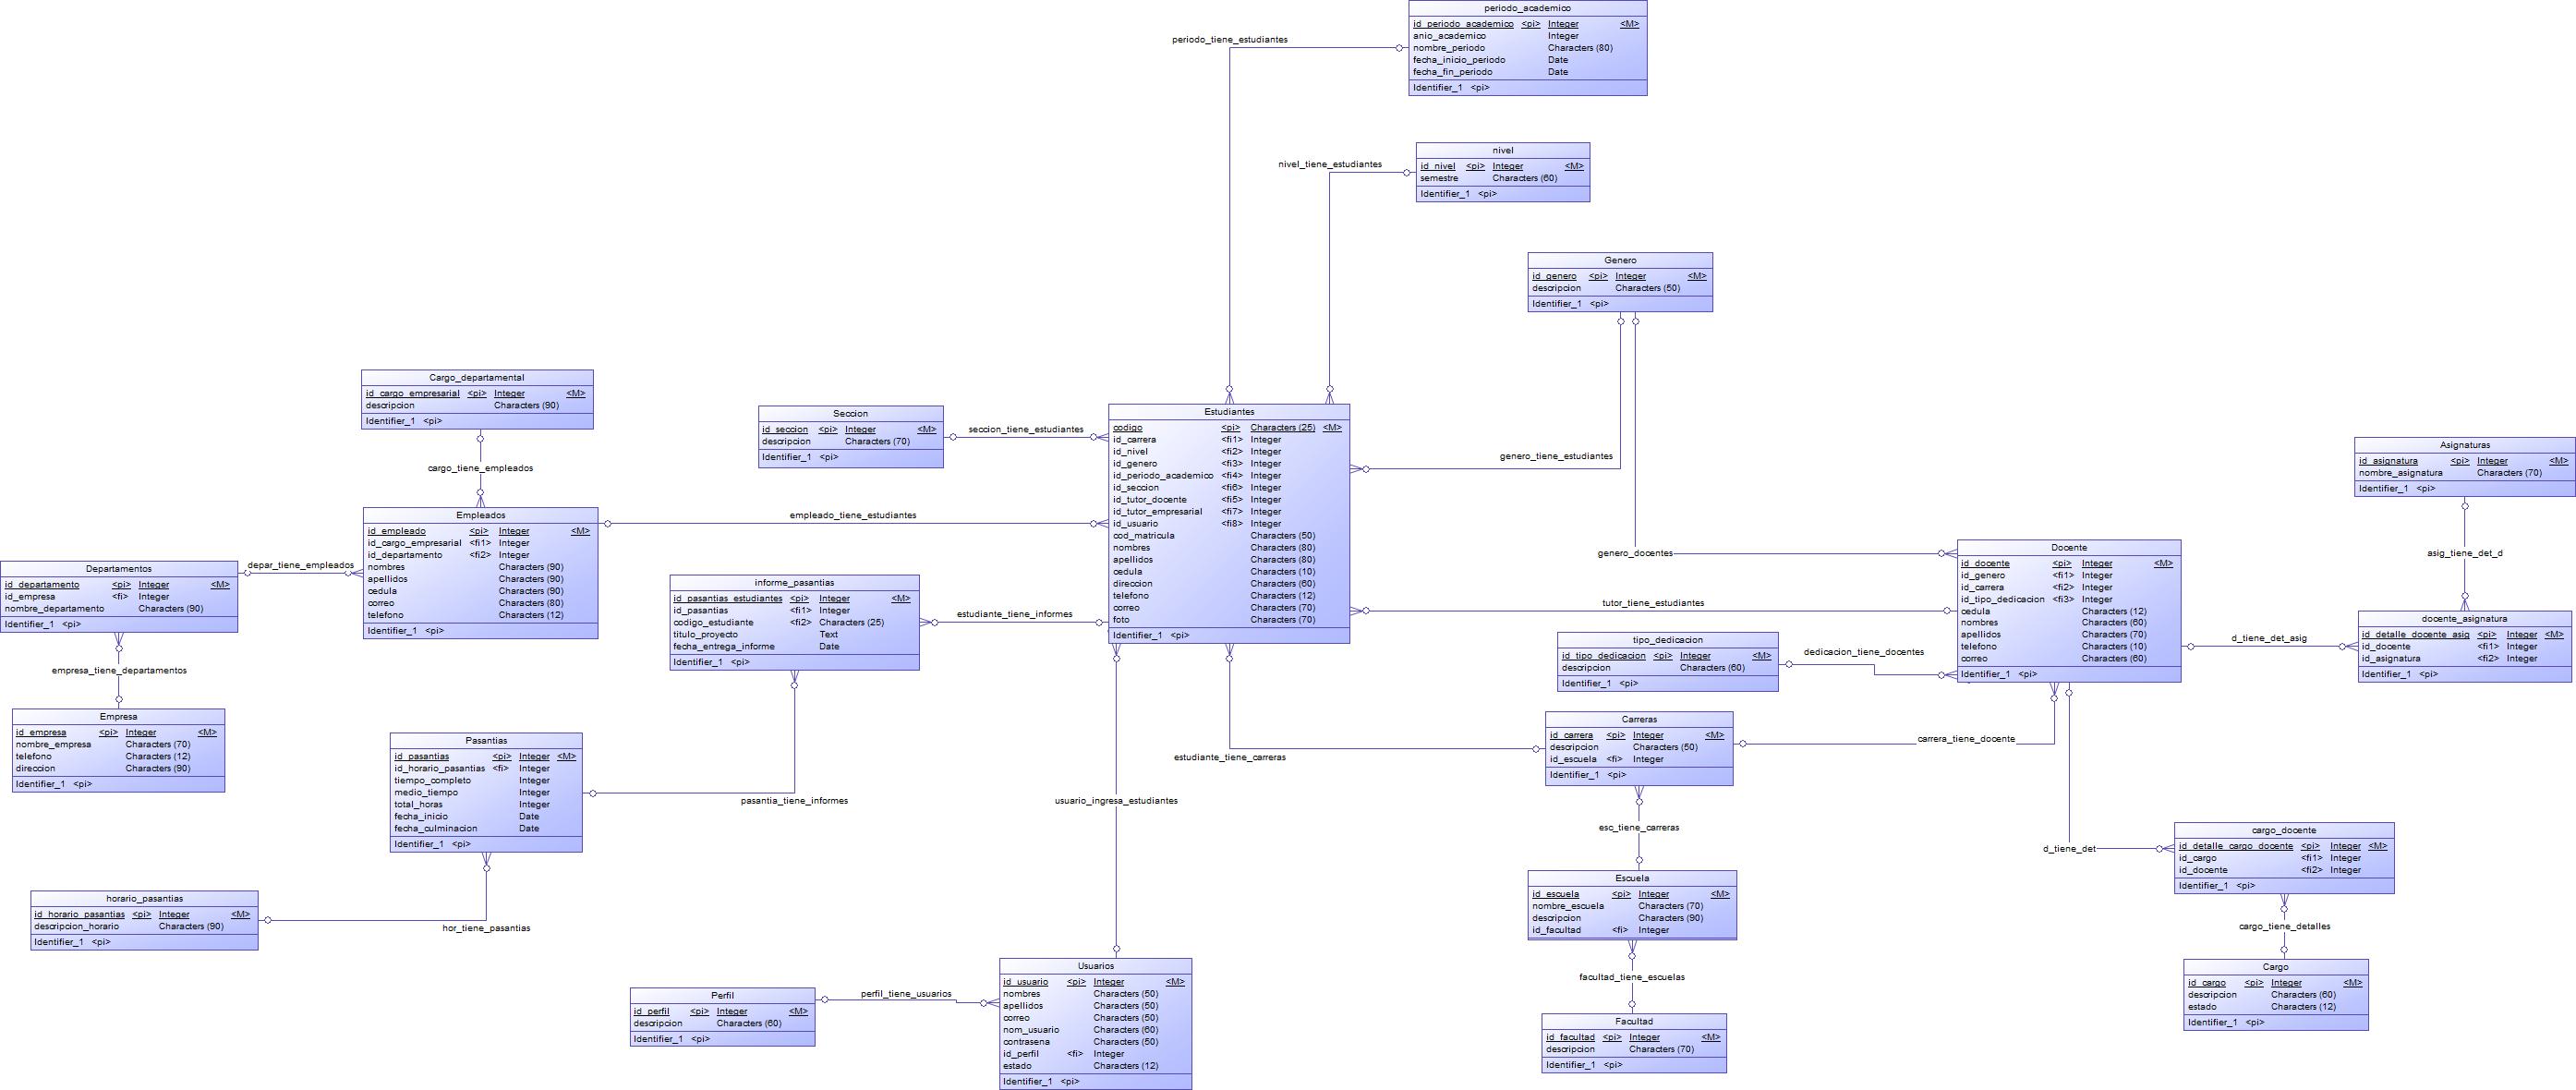 periodo_academico
id_periodo_academico <pi> Integer <M>
anio_academico Integer
nombre_periodo Characters (80)
fecha_inicio_periodo Date
fecha_fin_periodo Date
Identifier_1 <pi>
periodo_tiene_estudiantes
nivel
id_nivel <pi> Integer <M>
semestre Characters (60)
Identifier_1 <pi>
nivel_tiene_estudiantes
Genero
id_genero <pi> Integer <M>
descripcion Characters (50)
Identifier_1 <pi>
Cargo_departamental
id_cargo_empresarial <pi> Integer <M>
descripcion Characters (90)
Identifier_1 <pi>
cargo_tiene_empleados
Seccion
id_seccion <pi> Integer <M>
descripcion Characters (70)
Identifier_1 <pi>
seccion_tiene_estudiantes
Estudiantes
codigo <pi> Characters (25) <M>
id_carrera <fi1> Integer
id_nivel <fi2> Integer
id_genero <fi3> Integer
id_periodo_academico <fi4> Integer
id_seccion <fi6> Integer
id_tutor_docente <fi5> Integer
id_tutor_empresarial <fi7> Integer
id_usuario <fi8> Integer
cod_matricula Characters (50)
nombres Characters (80)
apellidos Characters (80)
cedula Characters (10)
direccion Characters (60)
telefono Characters (12)
correo Characters (70)
foto Characters (70)
Identifier_1 <pi>
genero_tiene_estudiantes
Asignaturas
id_asignatura <pi> Integer <M>
nombre_asignatura Characters (70)
Identifier_1 <pi>
asig_tiene_det_d
Empleados
id_empleado <pi> Integer <M>
id_cargo_empresarial <fi1> Integer
id_departamento <fi2> Integer
nombres Characters (90)
apellidos Characters (90)
cedula Characters (90)
correo Characters (80)
telefono Characters (12)
Identifier_1 <pi>
empleado_tiene_estudiantes
genero_docentes
Docente
id_docente <pi> Integer <M>
id_genero <fi1> Integer
id_carrera <fi2> Integer
id_tipo_dedicacion <fi3> Integer
cedula Characters (12)
nombres Characters (60)
apellidos Characters (70)
telefono Characters (10)
correo Characters (60)
Identifier_1 <pi>
Departamentos
id_departamento <pi> Integer <M>
id_empresa <fi> Integer
nombre_departamento Characters (90)
Identifier_1 <pi>
depar_tiene_empleados
informe_pasantias
id_pasantias_estudiantes <pi> Integer <M>
id_pasantias <fi1> Integer
codigo_estudiante <fi2> Characters (25)
titulo_proyecto Text
fecha_entrega_informe Date
Identifier_1 <pi>
estudiante_tiene_informes
tutor_tiene_estudiantes
docente_asignatura
id_detalle_docente_asig <pi> Integer <M>
id_docente <fi1> Integer
id_asignatura <fi2> Integer
Identifier_1 <pi>
d_tiene_det_asig
tipo_dedicacion
id_tipo_dedicacion <pi> Integer <M>
descripcion Characters (60)
Identifier_1 <pi>
dedicacion_tiene_docentes
empresa_tiene_departamentos
Empresa
id_empresa <pi> Integer <M>
nombre_empresa Characters (70)
telefono Characters (12)
direccion Characters (90)
Identifier_1 <pi>
Pasantias
id_pasantias <pi> Integer <M>
id_horario_pasantias <fi> Integer
tiempo_completo Integer
medio_tiempo Integer
total_horas Integer
fecha_inicio Date
fecha_culminacion Date
Identifier_1 <pi>
pasantia_tiene_informes
usuario_ingresa_estudiantes
estudiante_tiene_carreras
Carreras
id_carrera <pi> Integer <M>
descripcion Characters (50)
id_escuela <fi> Integer
Identifier_1 <pi>
carrera_tiene_docente
esc_tiene_carreras
d_tiene_det
cargo_docente
id_detalle_cargo_docente <pi> Integer <M>
id_cargo <fi1> Integer
id_docente <fi2> Integer
Identifier_1 <pi>
Escuela
id_escuela <pi> Integer <M>
nombre_escuela Characters (70)
descripcion Characters (90)
id_facultad <fi> Integer
horario_pasantias
id_horario_pasantias <pi> Integer <M>
descripcion_horario Characters (90)
Identifier_1 <pi>
hor_tiene_pasantias
cargo_tiene_detalles
facultad_tiene_escuelas
Usuarios
id_usuario <pi> Integer <M>
nombres Characters (50)
apellidos Characters (50)
correo Characters (50)
nom_usuario Characters (60)
contrasena Characters (50)
id_perfil <fi> Integer
estado Characters (12)
Identifier_1 <pi>
Perfil
id_perfil <pi> Integer <M>
descripcion Characters (60)
Identifier_1 <pi>
perfil_tiene_usuarios
Cargo
id_cargo <pi> Integer <M>
descripcion Characters (60)
estado Characters (12)
Identifier_1 <pi>
Facultad
id_facultad <pi> Integer <M>
descripcion Characters (70)
Identifier_1 <pi>